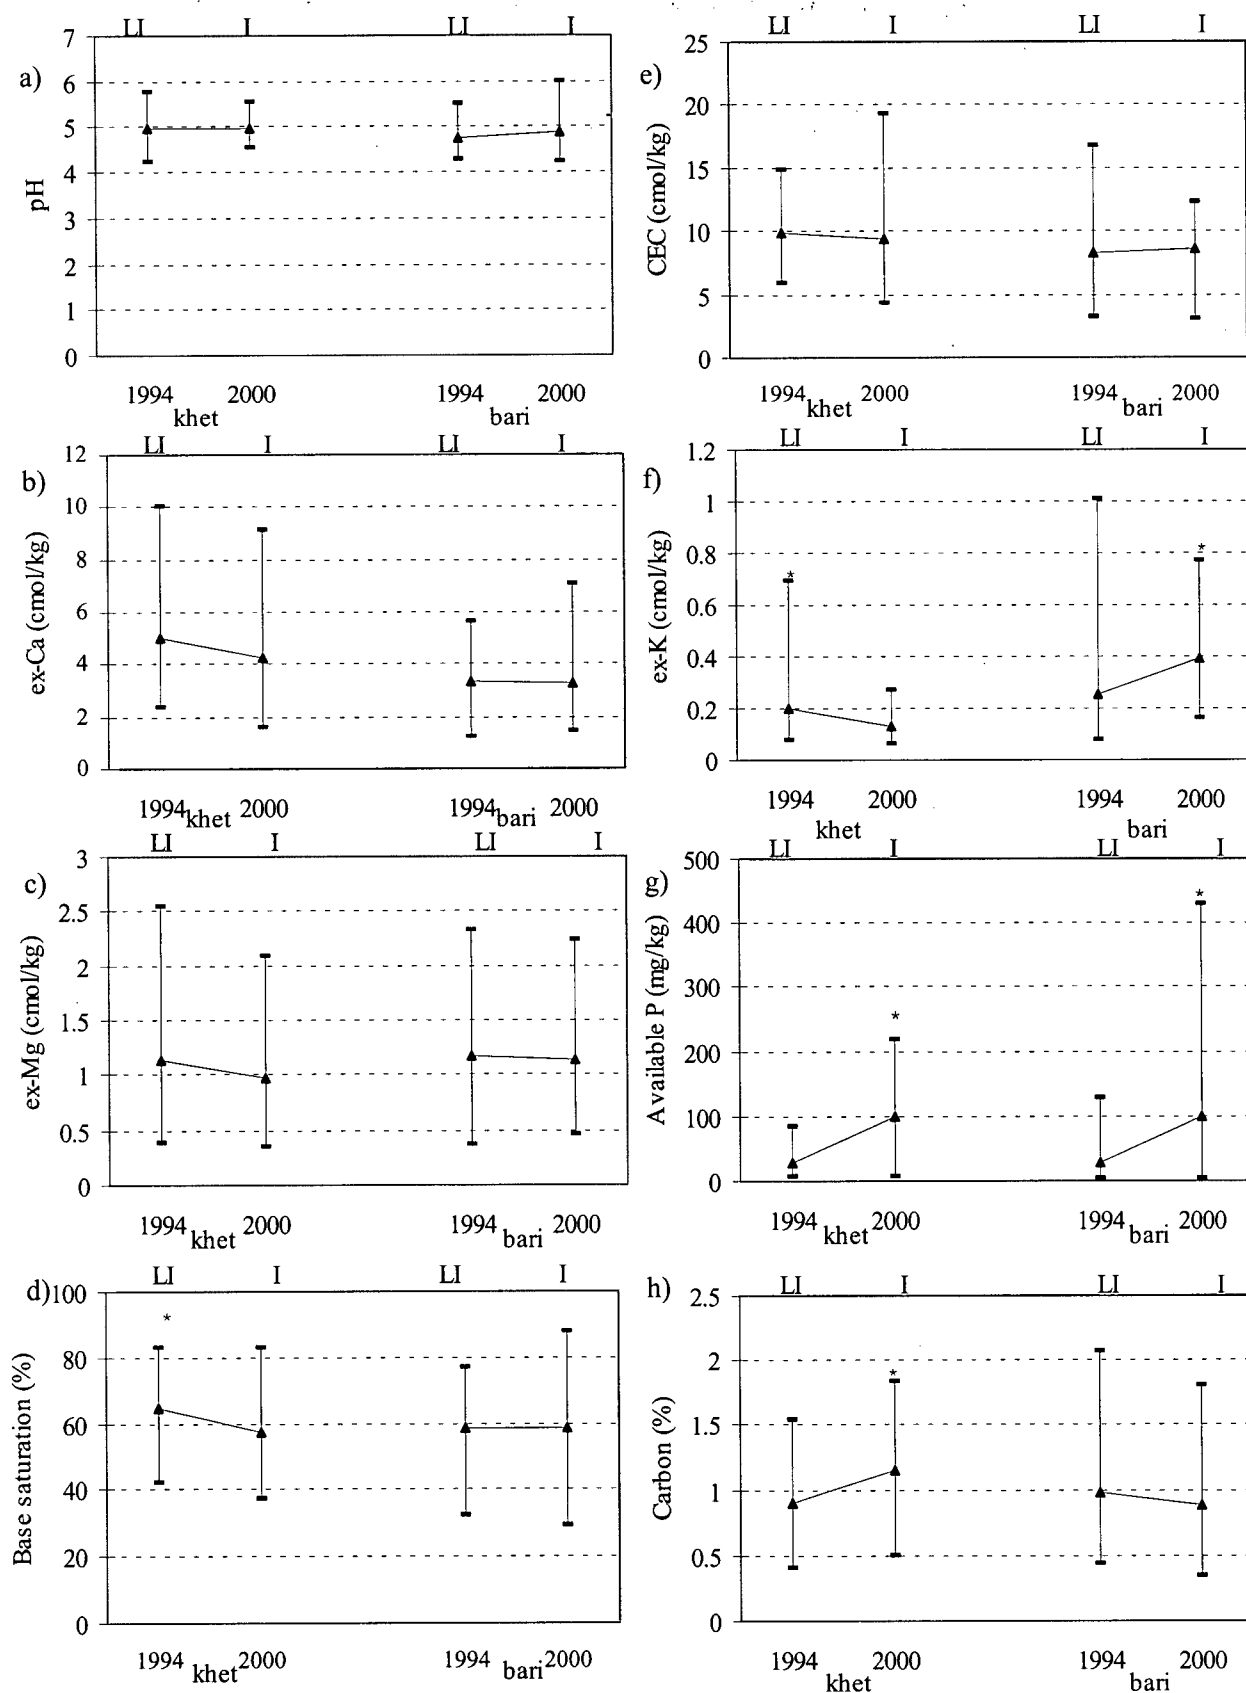 LI I LI I
a)
pH
7
6
5
4
3
2
1
0
1994 khet 2000 1994 bari 2000
LI I LI I
e)
CEC (cmol/kg)
25
20
15
10
5
0
1994 khet 2000 1994 bari 2000
LI I LI I
b)
ex-Ca (cmol/kg)
12
10
8
6
4
2
0
1994 khet 2000 1994 bari 2000
LI I LI I
f)
ex-K (cmol/kg)
1.2
1
0.8
0.6
0.4
0.2
0
* *
1994 khet 2000 1994 bari 2000
LI I LI I
c)
ex-Mg (cmol/kg)
3
2.5
2
1.5
1
0.5
0
1994 khet 2000 1994 bari 2000
LI I LI I
g)
Available P (mg/kg)
500
400
300
200
100
0
* *
1994 khet 2000 1994 bari 2000
LI I LI I
d)
Base saturation (%)
100
80
60
40
20
0
*
1994 khet 2000 1994 bari 2000
LI I LI I
h)
Carbon (%)
2.5
2
1.5
1
0.5
0
*
1994 khet 2000 1994 bari 2000